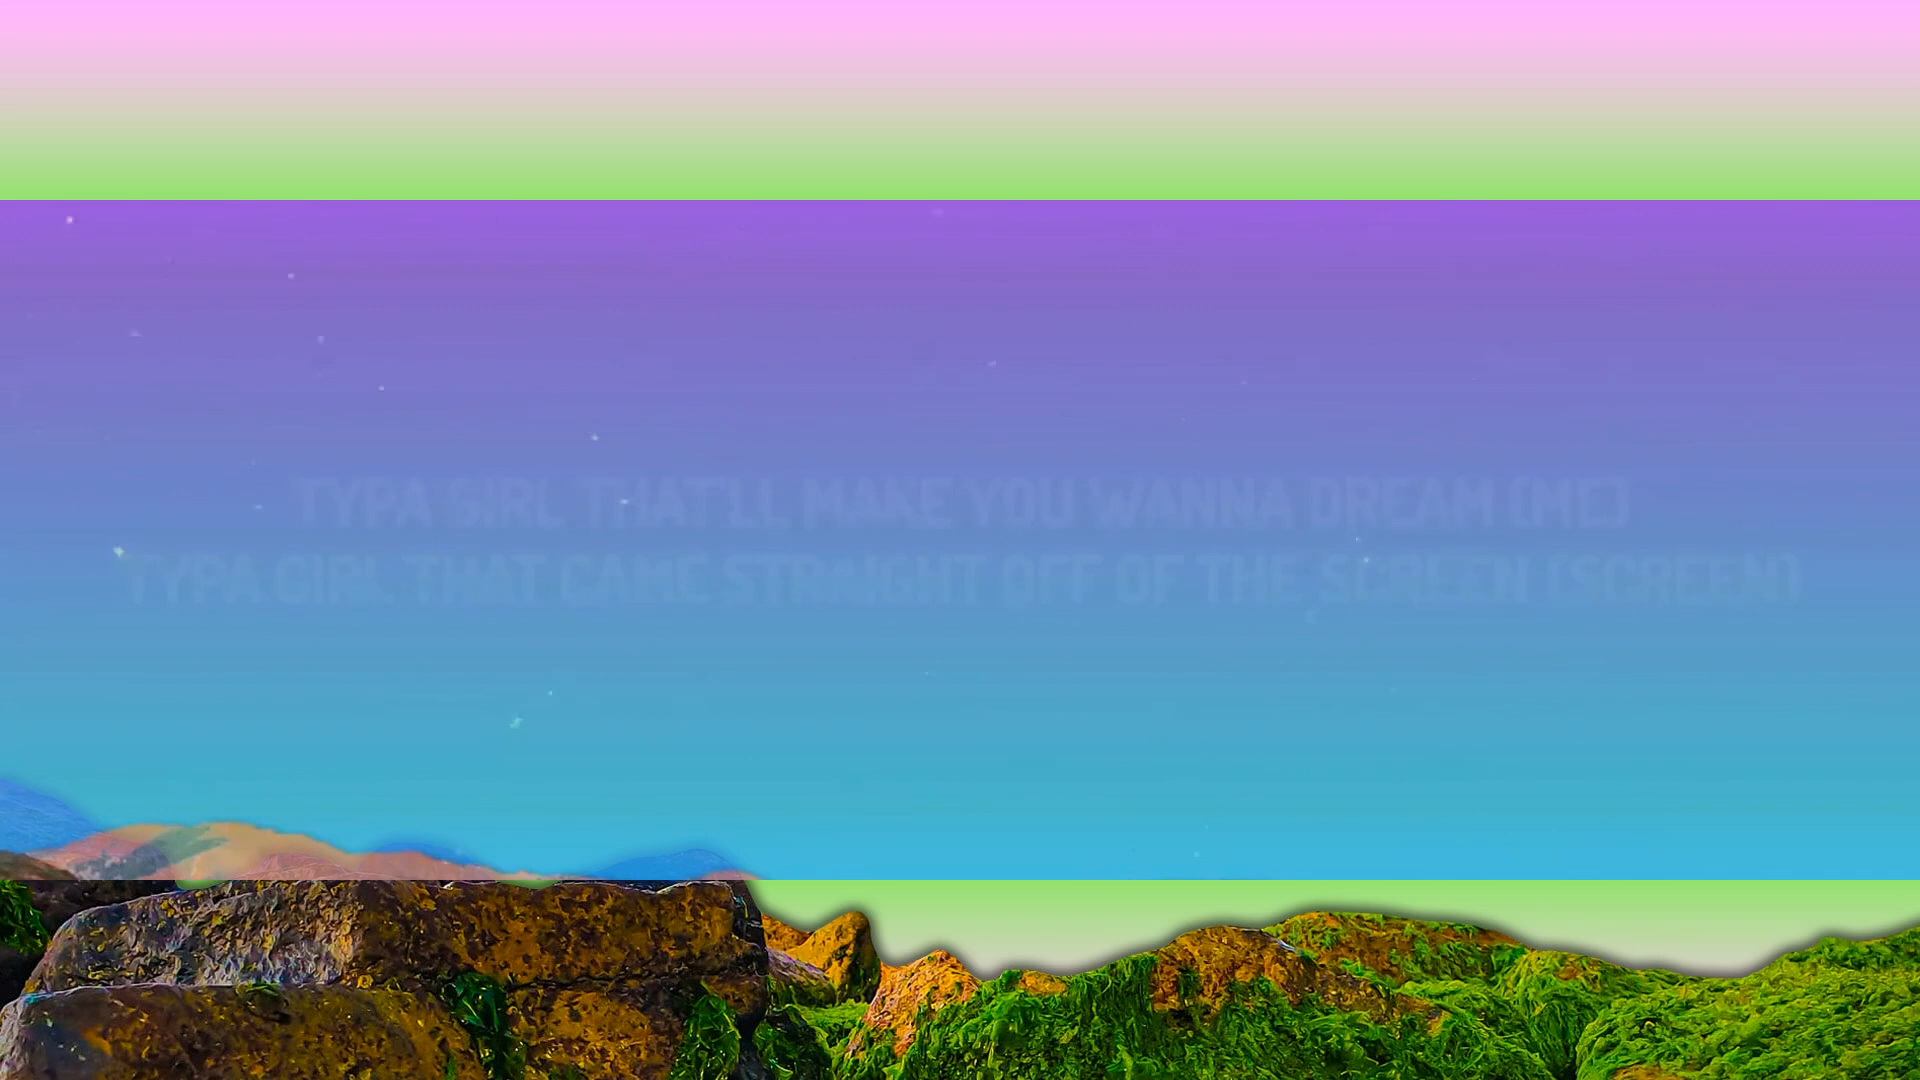 TYPA GIRL THAT'LL MAKE YOU WANNA DREAM (ME)
TYPA GIRL THAT CAME STRAIGHT OFF OF THE SCREEN (SCREEN)